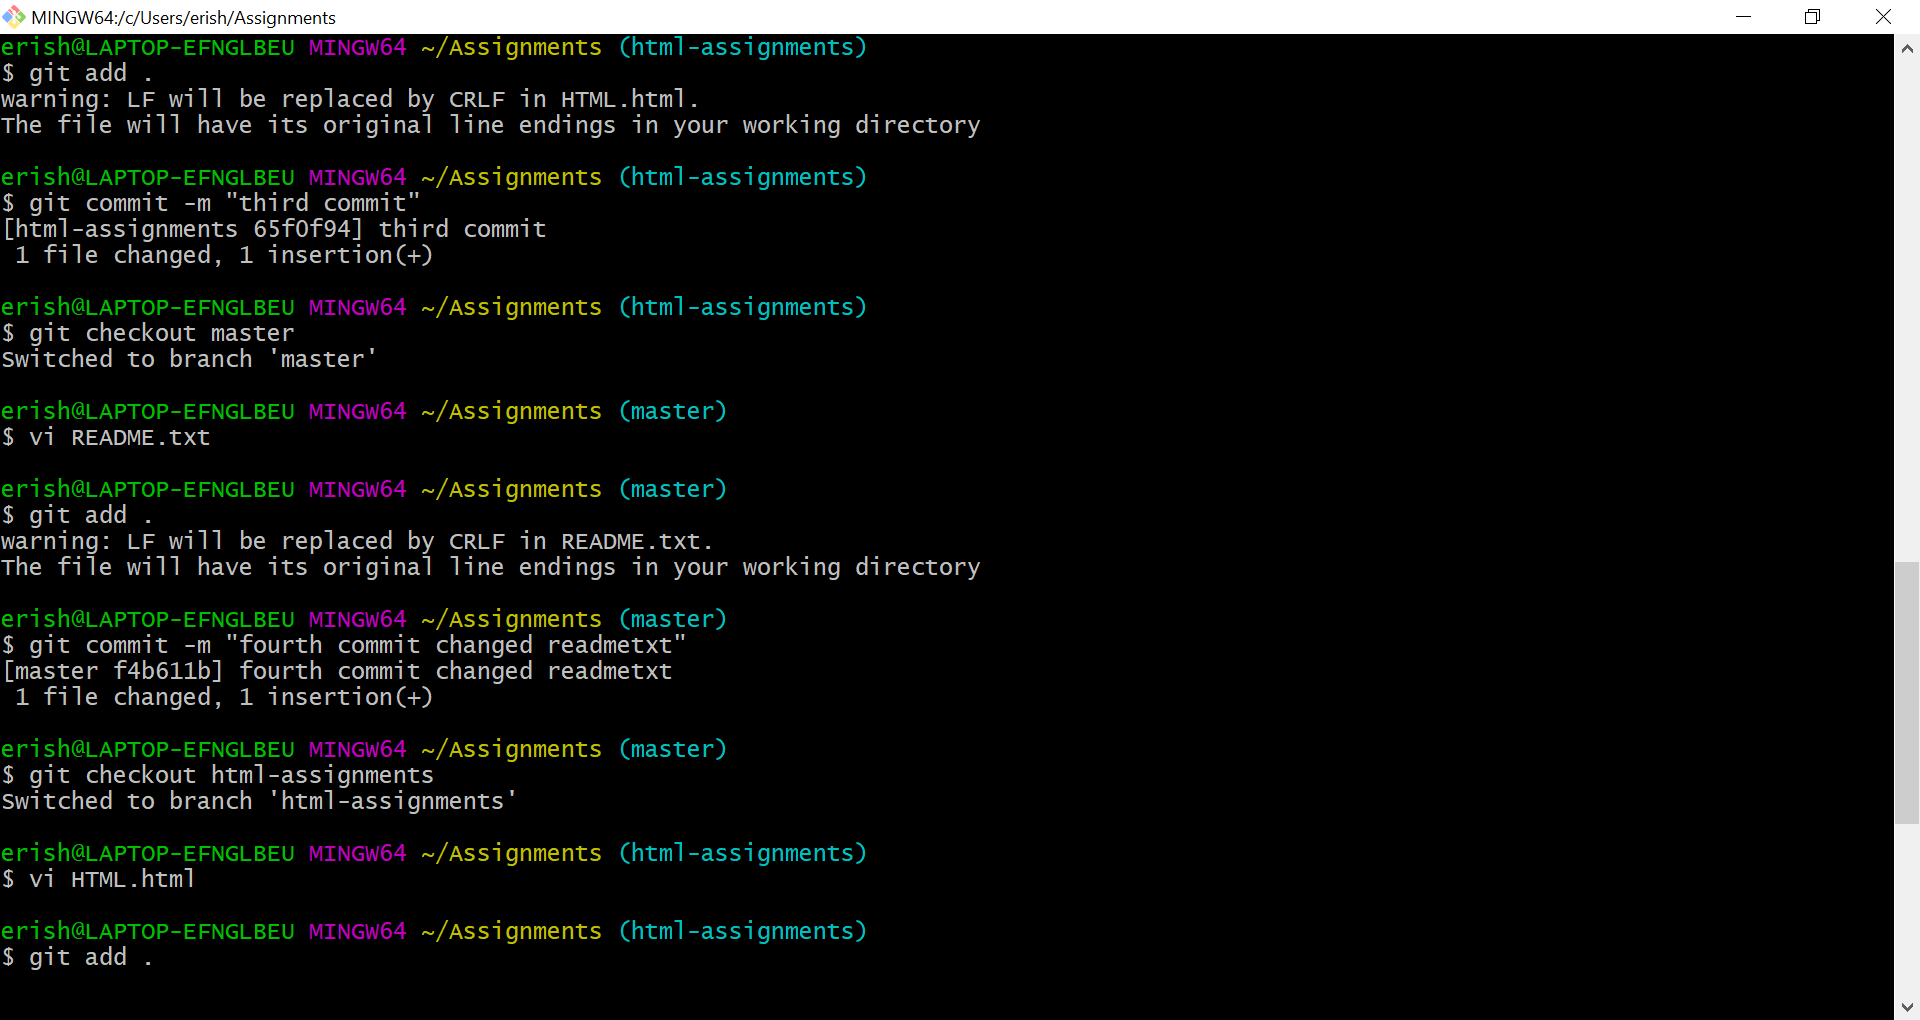 MINGW64:/c/Users/erish/Assignments
erish@LAPTOP-EFNGLBEU MINGW64 ~/Assignments (html-assignments)
$ git add .
warning: LF will be replaced by CRLF in HTML.html.
The file will have its original line endings in your working directory
erish@LAPTOP-EFNGLBEU MINGW64 ~/Assignments (html-assignments)
$ git commit -m "third commit"
[html-assignments 65f0f94] third commit
 1 file changed, 1 insertion(+)
erish@LAPTOP-EFNGLBEU MINGW64 ~/Assignments (html-assignments)
$ git checkout master
Switched to branch 'master'
erish@LAPTOP-EFNGLBEU MINGW64 ~/Assignments (master)
$ vi README.txt
erish@LAPTOP-EFNGLBEU MINGW64 ~/Assignments (master)
$ git add .
warning: LF will be replaced by CRLF in README.txt.
The file will have its original line endings in your working directory
erish@LAPTOP-EFNGLBEU MINGW64 ~/Assignments (master)
$ git commit -m "fourth commit changed readmetxt"
[master f4b611b] fourth commit changed readmetxt
 1 file changed, 1 insertion(+)
erish@LAPTOP-EFNGLBEU MINGW64 ~/Assignments (master)
$ git checkout html-assignments
Switched to branch 'html-assignments'
erish@LAPTOP-EFNGLBEU MINGW64 ~/Assignments (html-assignments)
$ vi HTML.html
erish@LAPTOP-EFNGLBEU MINGW64 ~/Assignments (html-assignments)
$ git add .